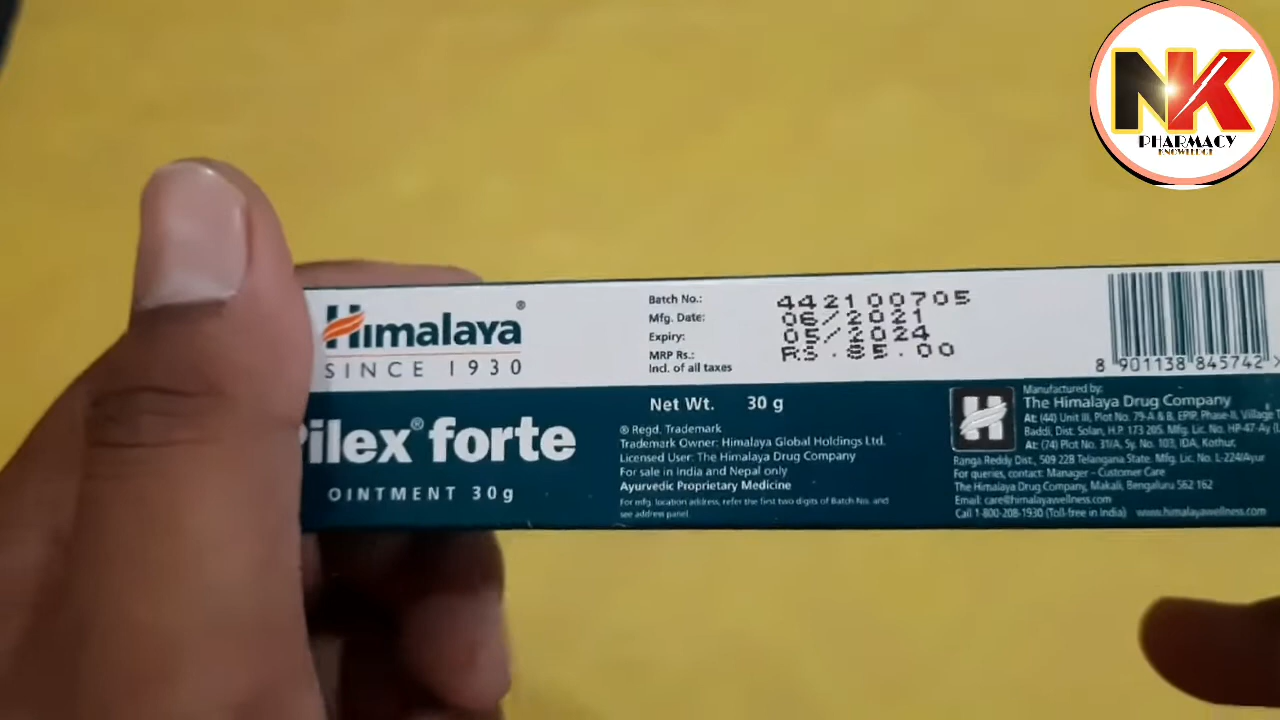 NK
PHARMACY
KNOWLEDGE
Himalaya®
SINCE 1930
ilex® forte
OINTMENT 30g
Batch No.: 442100705
Mfg. Date: 06/2021
Expiry: 05/2024
MRP Rs.: RS.85.00
Incl. of all taxes
Net Wt. 30 g
® Regd. Trademark
Trademark Owner: Himalaya Global Holdings Ltd.
Licensed User: The Himalaya Drug Company
For sale in India and Nepal only
Ayurvedic Proprietary Medicine
For mfg. location address, refer the first two digits of Batch No. and
see address panel.
8 901138 845742 >
Manufactured by:
The Himalaya Drug Company
At: (44) Unit III, Plot No. 79-A & B, EPIP, Phase-II, Village
Baddi, Dist. Solan, H.P. 173 205. Mfg. Lic. No. HP-47-Ay
At: (74) Plot No. 31/A, Sy. No. 103, IDA, Kothur,
Ranga Reddy Dist., 509 228 Telangana State. Mfg. Lic. No. L-224/Ayur
For queries, contact: Manager - Customer Care
The Himalaya Drug Company, Makali, Bengaluru 562 162
Email: care@himalayawellness.com
Call 1-800-208-1930 (Toll-free in India) www.himalayawellness.com